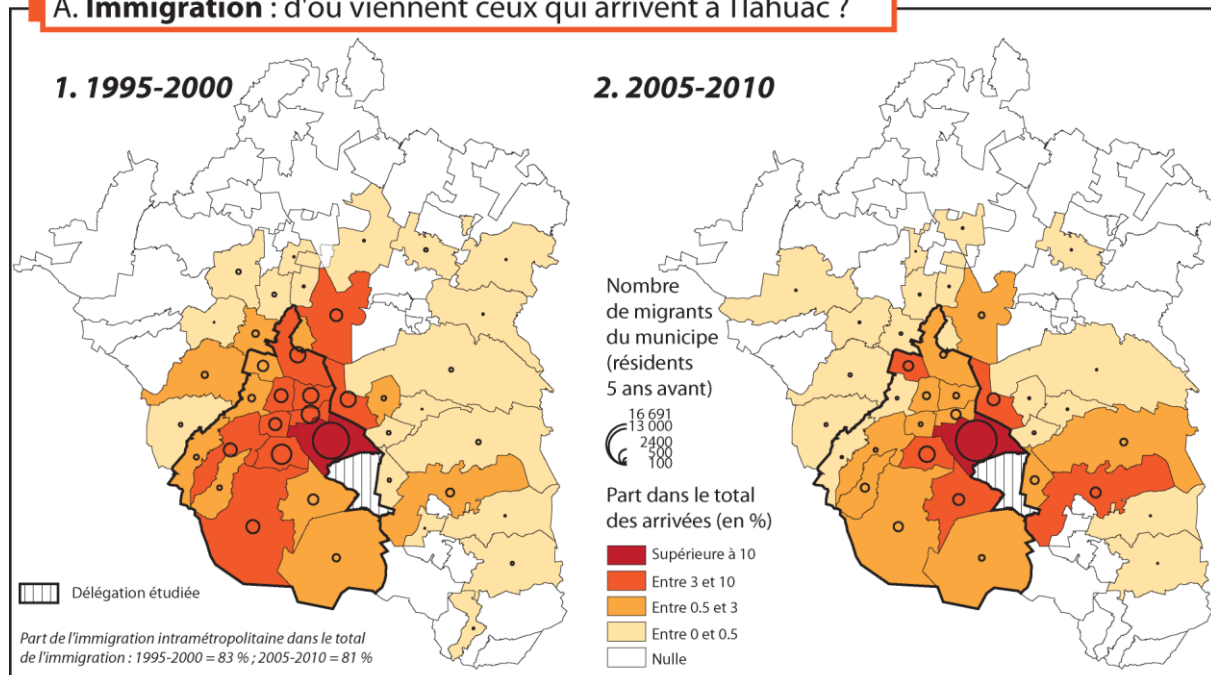 A. Immigration : d'où viennent ceux qui arrivent à Tláhuac ?
1. 1995-2000
2. 2005-2010
Nombre
de migrants
du municipe
(résidents
5 ans avant)
16 691
13 000
2400
500
100
Part dans le total
des arrivées (en %)
Supérieure à 10
Entre 3 et 10
Entre 0.5 et 3
Entre 0 et 0.5
Nulle
Délégation étudiée
Part de l'immigration intramétropolitaine dans le total
de l'immigration : 1995-2000 = 83 % ; 2005-2010 = 81 %